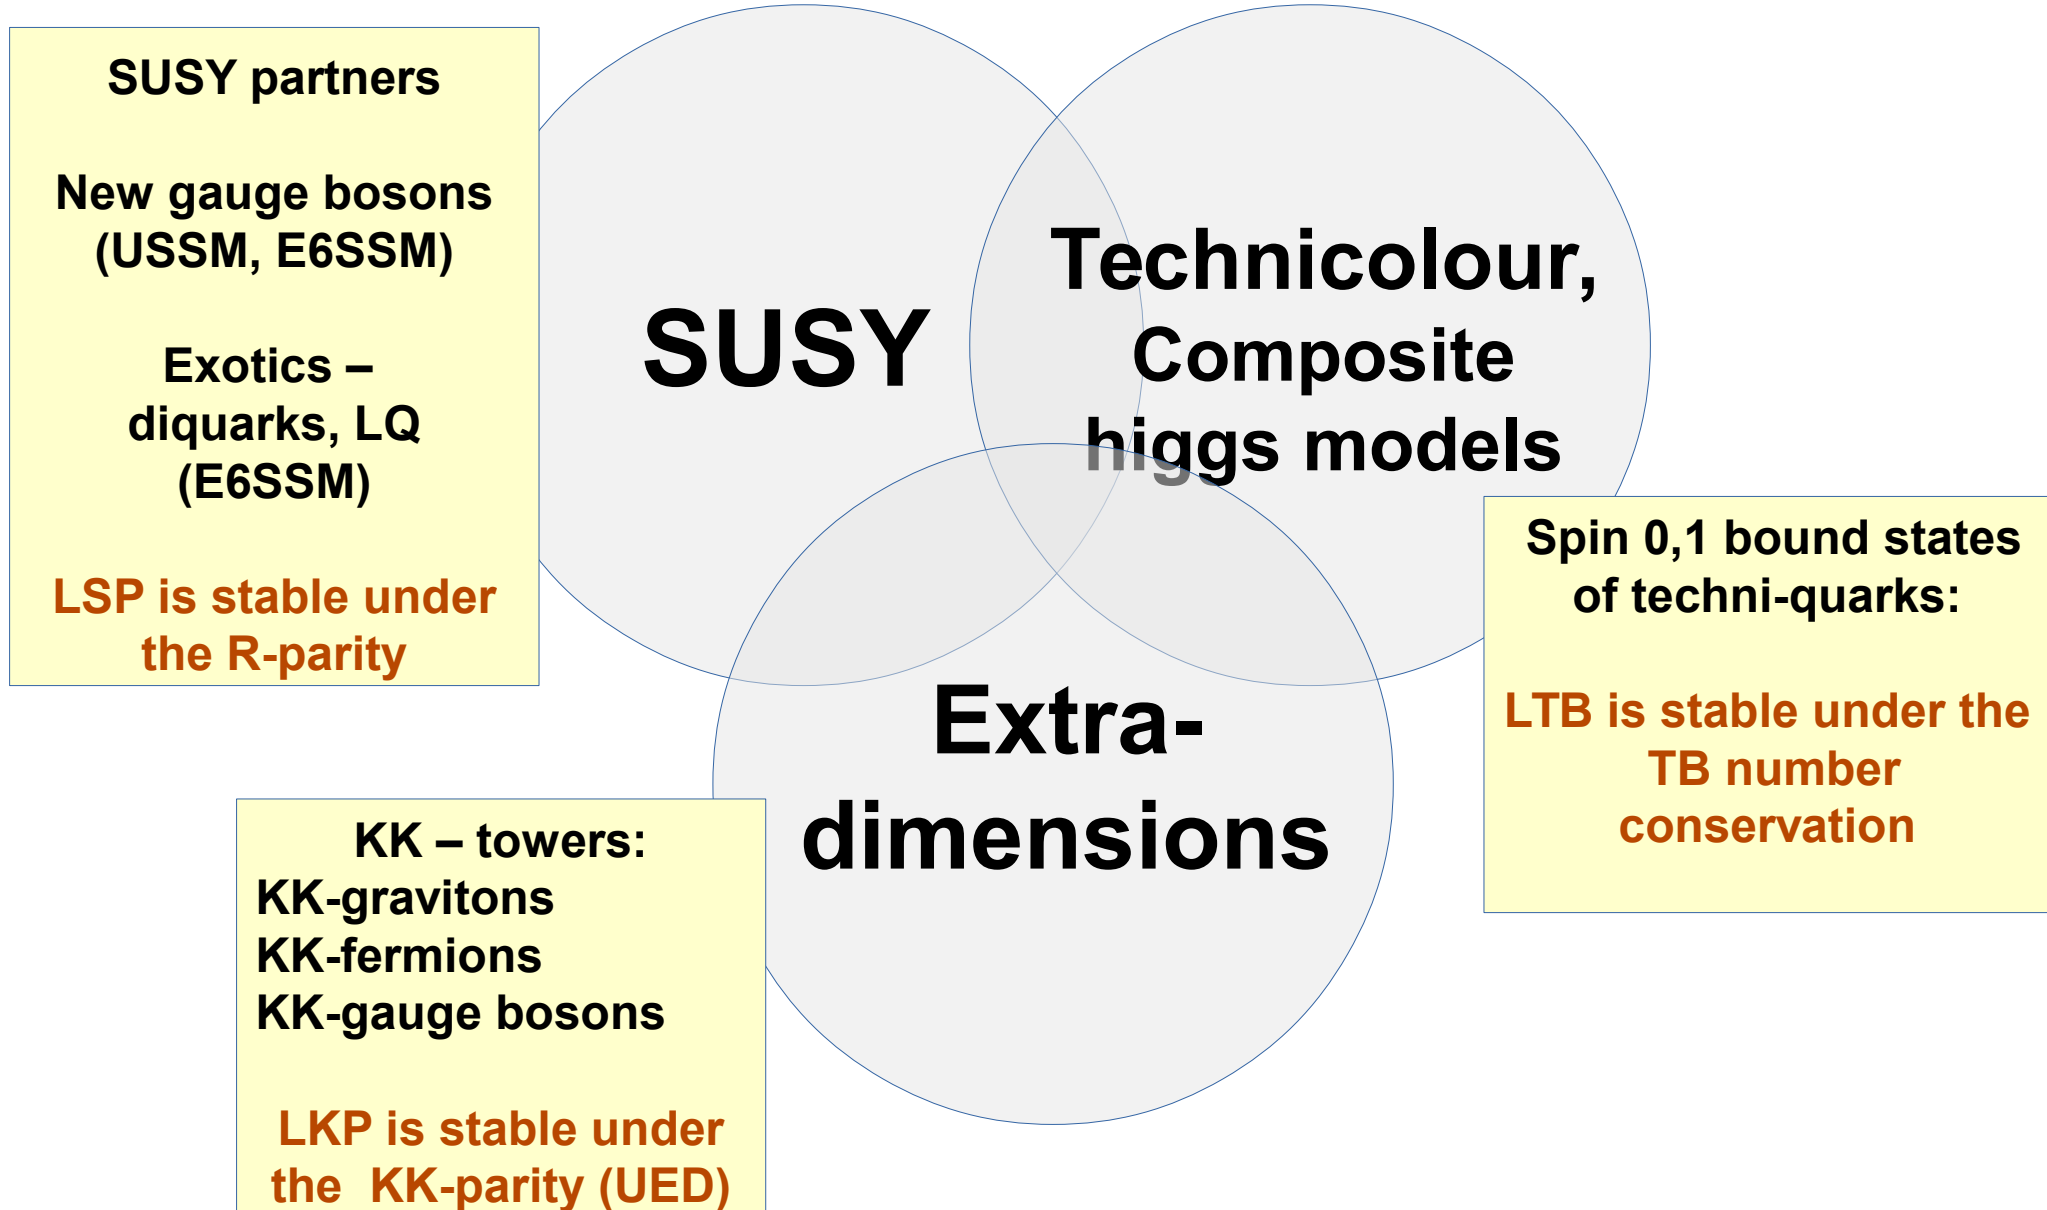 SUSY partners
New gauge bosons
(USSM, E6SSM)
Exotics –
diquarks, LQ
(E6SSM)
LSP is stable under
the R-parity
SUSY
Technicolour,
Composite
higgs models
Spin 0,1 bound states
of techni-quarks:
LTB is stable under the
TB number
conservation
Extra-
dimensions
KK – towers:
KK-gravitons
KK-fermions
KK-gauge bosons
LKP is stable under
the KK-parity (UED)